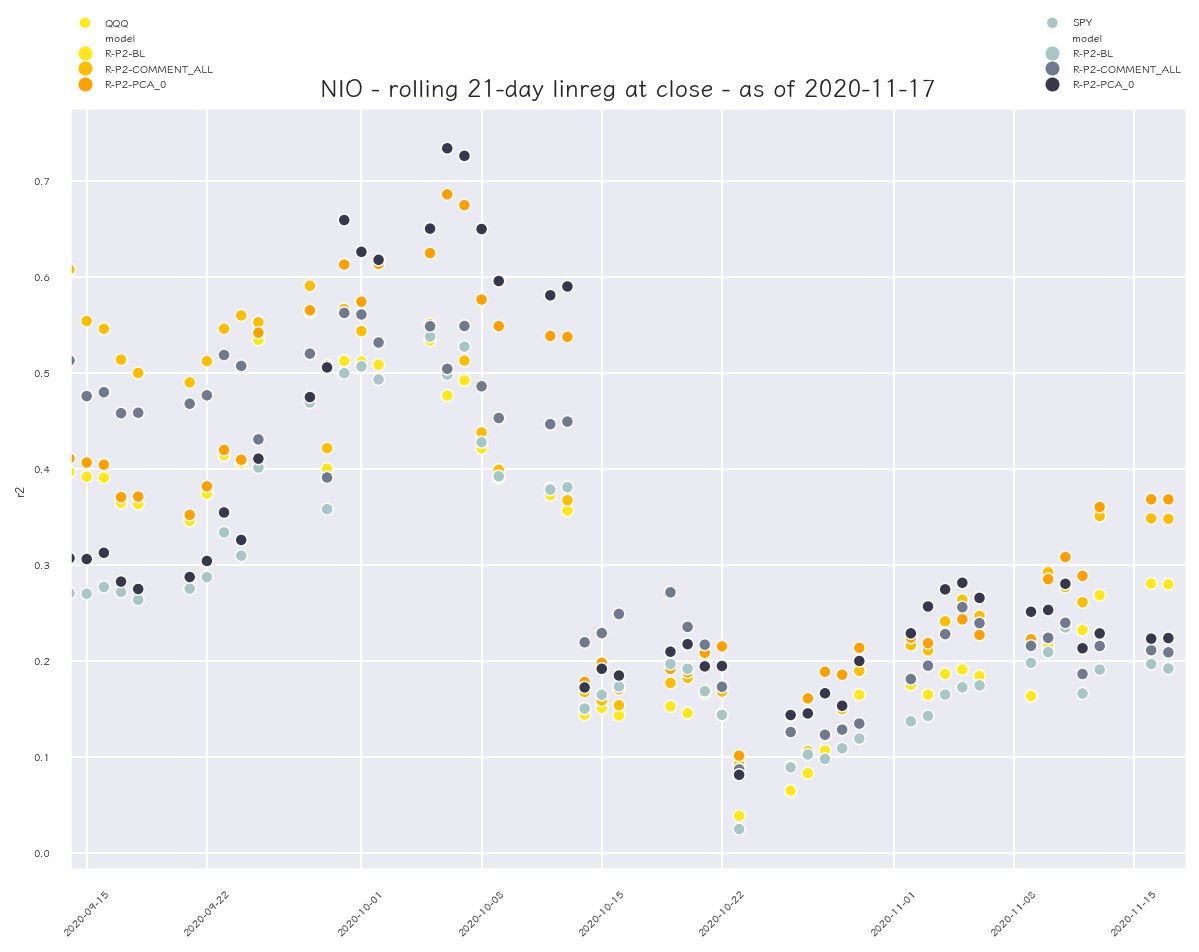 QQQ
model
R-P2-BL
R-P2-COMMENT_ALL
R-P2-PCA_0
SPY
model
R-P2-BL
R-P2-COMMENT_ALL
R-P2-PCA_0
NIO - rolling 21-day linreg at close - as of 2020-11-17
r2
0.7
0.6
0.5
0.4
0.3
0.2
0.1
0.0
2020-09-15
2020-09-22
2020-10-01
2020-10-08
2020-10-15
2020-10-22
2020-11-01
2020-11-08
2020-11-15